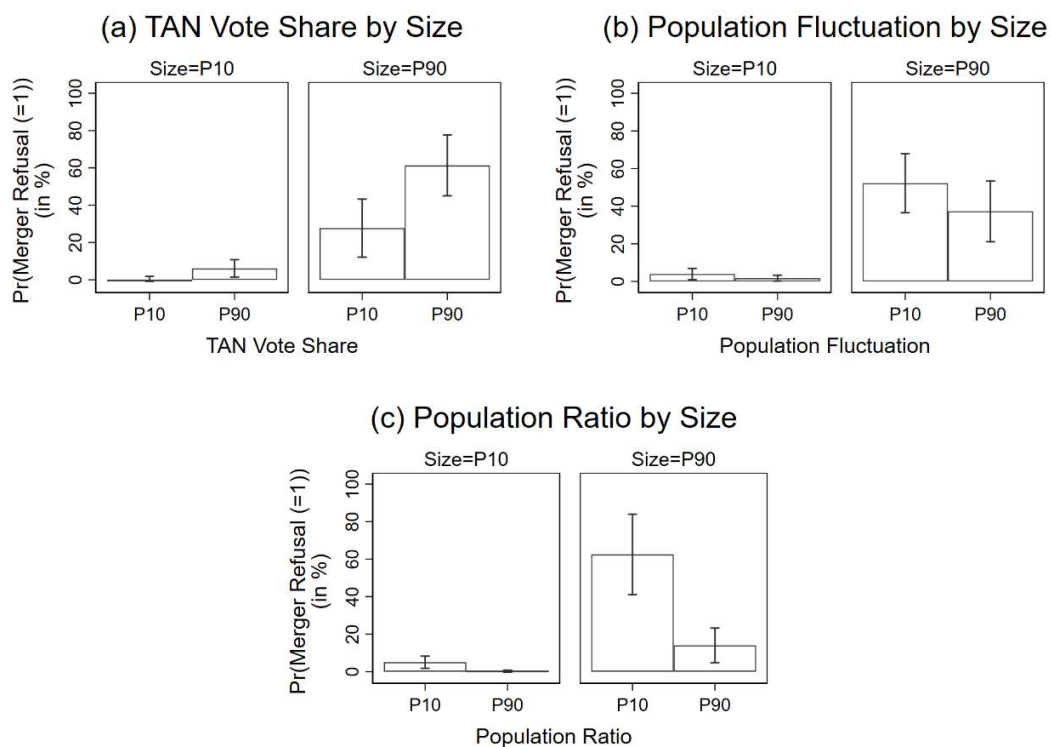 (a) TAN Vote Share by Size
Size=P10
Size=P90
Pr(Merger Refusal (=1))
(in %)
100
80
60
40
20
0
P10
P90
P10
P90
TAN Vote Share
(b) Population Fluctuation by Size
Size=P10
Size=P90
Pr(Merger Refusal (=1))
(in %)
100
80
60
40
20
0
P10
P90
P10
P90
Population Fluctuation
(c) Population Ratio by Size
Size=P10
Size=P90
Pr(Merger Refusal (=1))
(in %)
100
80
60
40
20
0
P10
P90
P10
P90
Population Ratio